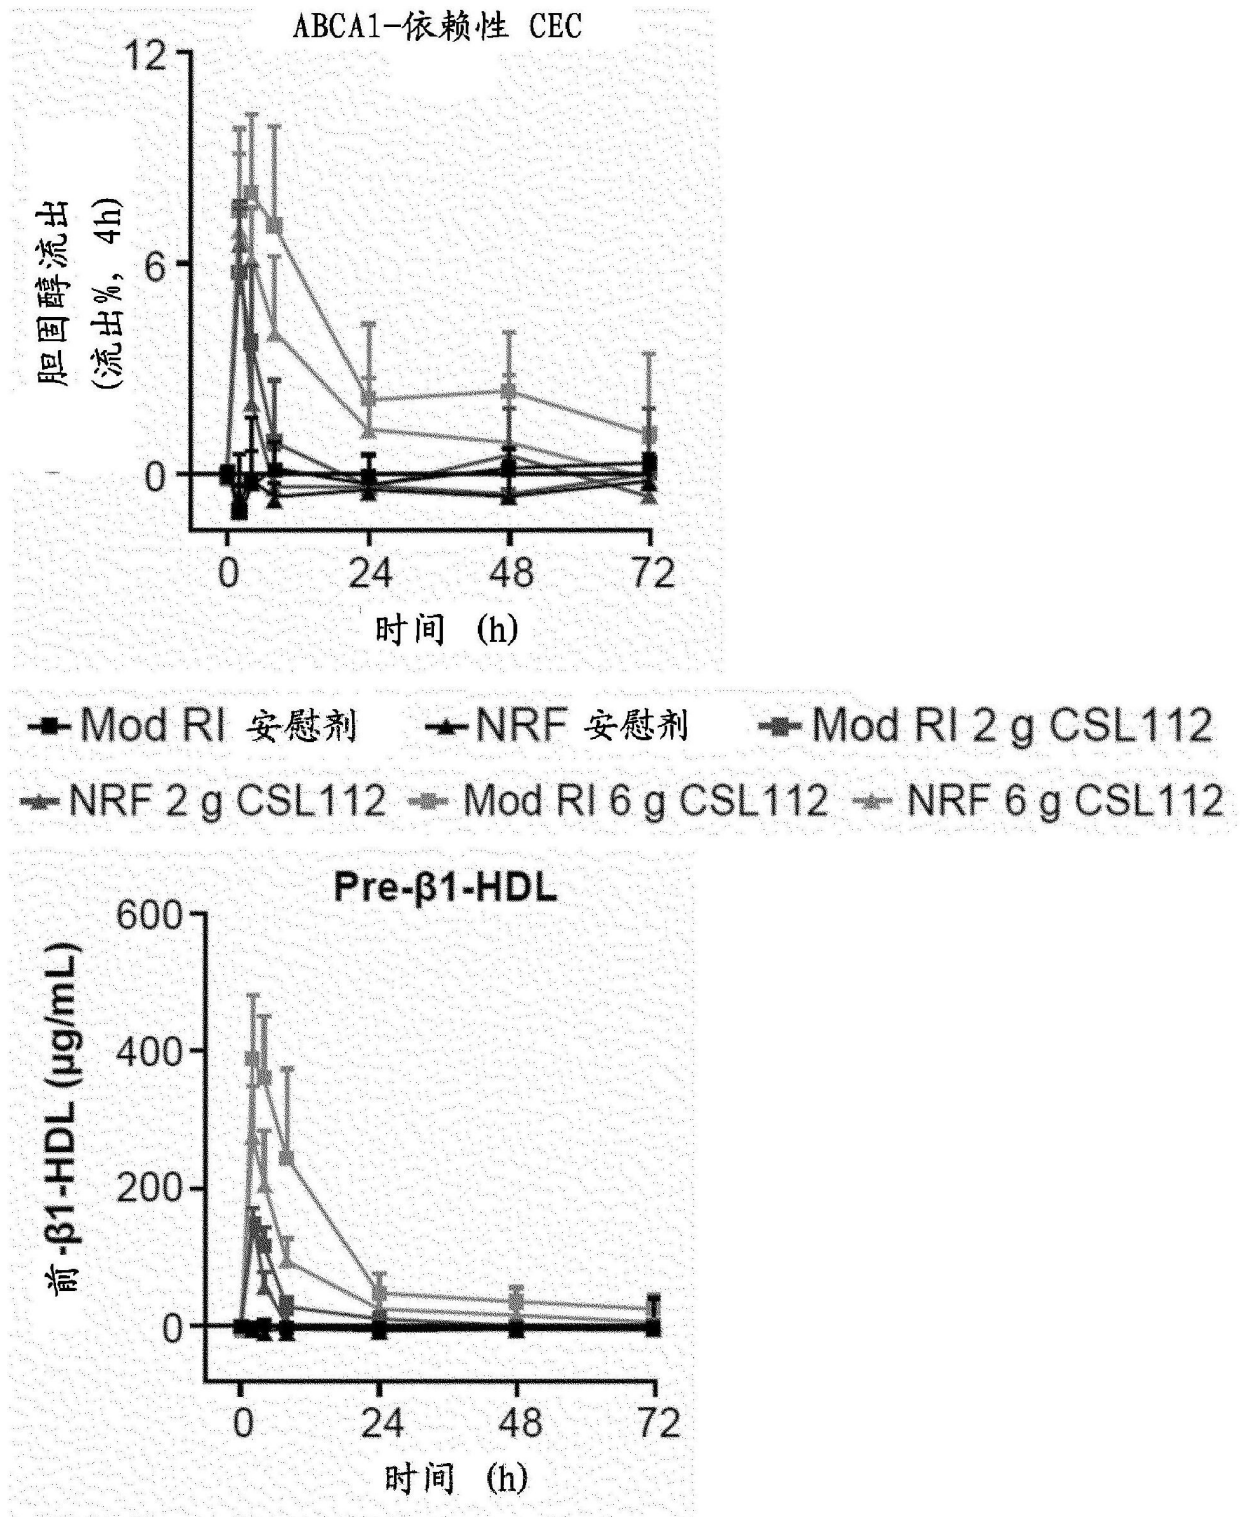 ABCA1-依赖性 CEC
12
6
0
胆固醇流出
(流出%, 4h)
0 24 48 72
时间 (h)
Mod RI 安慰剂 NRF 安慰剂 Mod RI 2 g CSL112
NRF 2 g CSL112 Mod RI 6 g CSL112 NRF 6 g CSL112
Pre-β1-HDL
600
400
200
0
前-β1-HDL (µg/mL)
0 24 48 72
时间 (h)